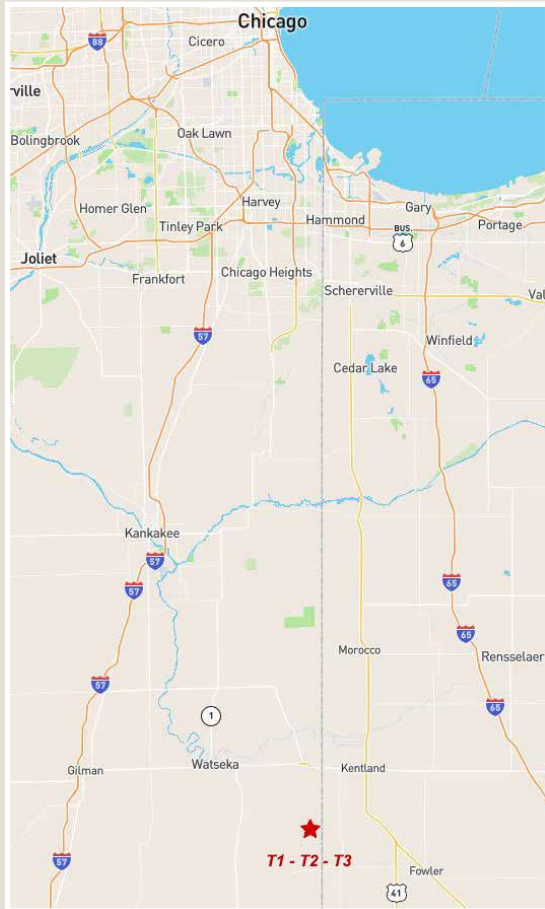 Chicago
88
Cicero
rville
Oak Lawn
Bolingbrook
Homer Glen
Harvey
Gary
Tinley Park
Hammond
Portage
BUS.
6
Joliet
Chicago Heights
Frankfort
Schererville
Val
57
Winfield
Cedar Lake
65
Kankakee
57
57
65
65
Morocco
Rensselaer
57
65
1
Watseka
Gilman
Kentland
T1 - T2 - T3
57
Fowler
41